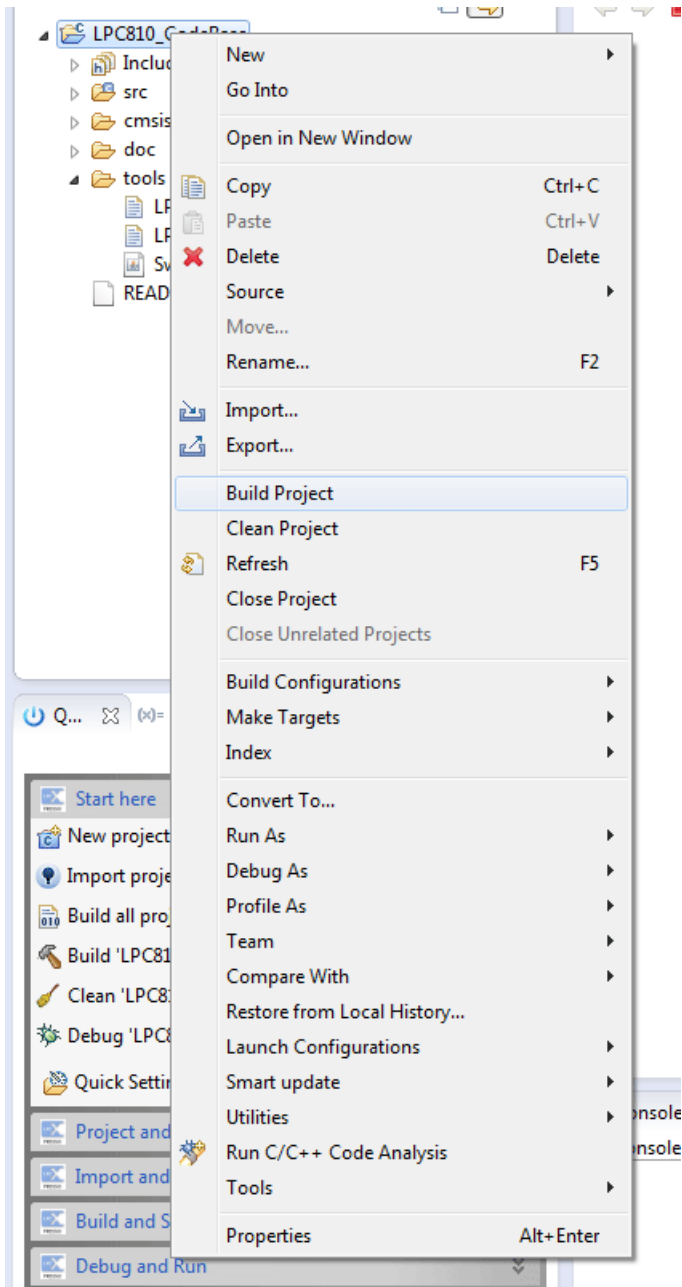 LPC810_CodeBase
Includ
src
cmsis
doc
tools
LP
LP
Sw
READ
New
Go Into
Open in New Window
Copy Ctrl+C
Paste Ctrl+V
Delete Delete
Source
Move...
Rename... F2
Import...
Export...
Build Project
Clean Project
Refresh F5
Close Project
Close Unrelated Projects
Build Configurations
Make Targets
Index
Convert To...
Run As
Debug As
Profile As
Team
Compare With
Restore from Local History...
Launch Configurations
Smart update
Utilities
Run C/C++ Code Analysis
Tools
Properties Alt+Enter
Q... (x)=
Start here
New project
Import proje
Build all proj
Build 'LPC81
Clean 'LPC8
Debug 'LPC8
Quick Settin
Project and
Import and
Build and S
Debug and Run
onsole
onsole